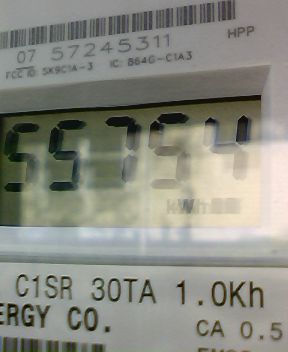 HPP
07 57245311
FCC ID: SK9C1A-3 IC: 864G-C1A3
55754
kWh
C1SR 30TA 1.0Kh
ERGY CO.
CA 0.5